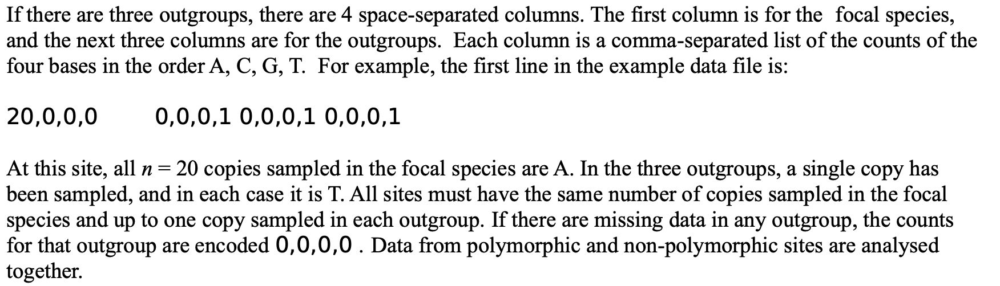 If there are three outgroups, there are 4 space-separated columns. The first column is for the  focal species,
and the next three columns are for the outgroups.  Each column is a comma-separated list of the counts of the
four bases in the order A, C, G, T.  For example, the first line in the example data file is:
20,0,0,0        0,0,0,1 0,0,0,1 0,0,0,1
At this site, all n = 20 copies sampled in the focal species are A. In the three outgroups, a single copy has
been sampled, and in each case it is T. All sites must have the same number of copies sampled in the focal
species and up to one copy sampled in each outgroup. If there are missing data in any outgroup, the counts
for that outgroup are encoded 0,0,0,0 . Data from polymorphic and non-polymorphic sites are analysed
together.